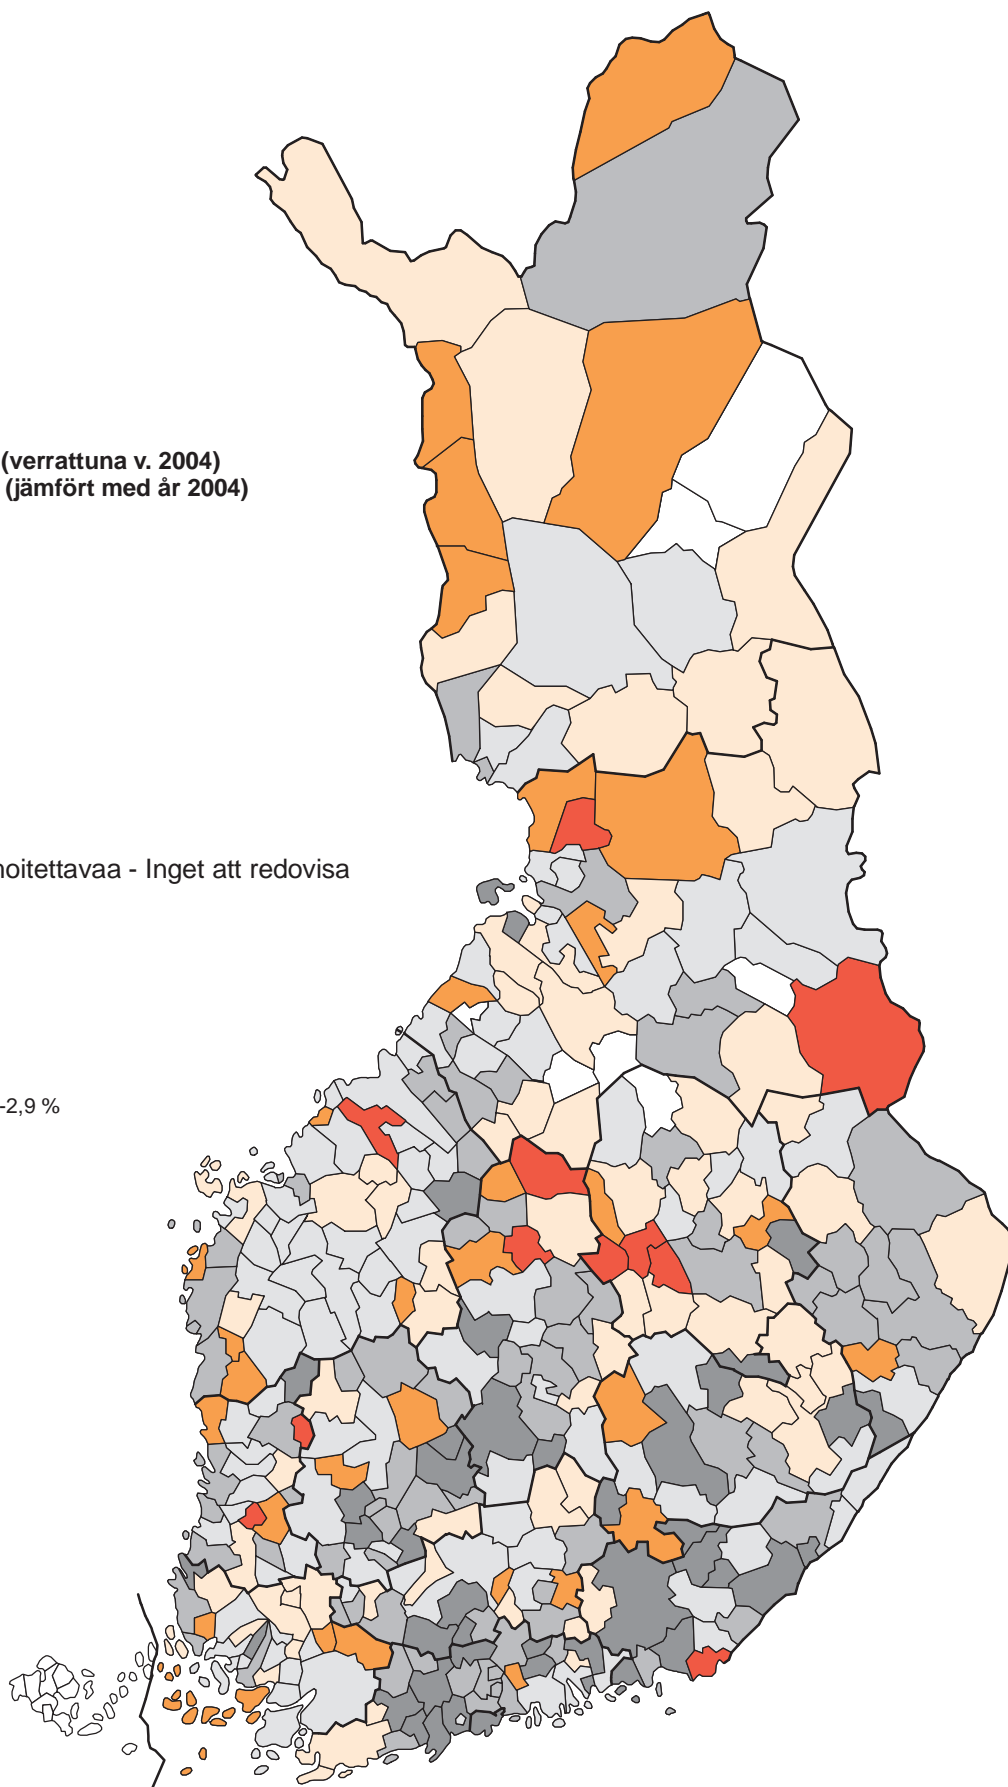 (verrattuna v. 2004)
(jämfört med år 2004)
noitettavaa - Inget att redovisa
-2,9 %